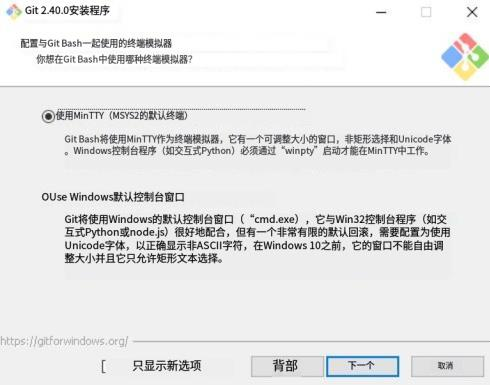 Git 2.40.0安装程序
配置与Git Bash一起使用的终端模拟器
你想在Git Bash中使用哪种终端模拟器?
使用MinTTY（MSYS2的默认终端）
Git Bash将使用MinTTY作为终端模拟器，它有一个可调整大小的窗口，非矩形选择和Unicode字体
。Windows控制台程序（如交互式Python）必须通过“winpty”启动才能在MinTTY中工作。
OUse Windows默认控制台窗口
Git将使用Windows的默认控制台窗口（“cmd.exe），它与Win32控制台程序（如交
互式Python或node.js）很好地配合，但有一个非常有限的默认回滚，需要配置为使用
Unicode字体，以正确显示非ASCII字符，在Windows 10之前，它的窗口不能自由调
整大小并且它只允许矩形文本选择。
https://gitforwindows.org/
[ 只显示新选项 背部 下一个 取消